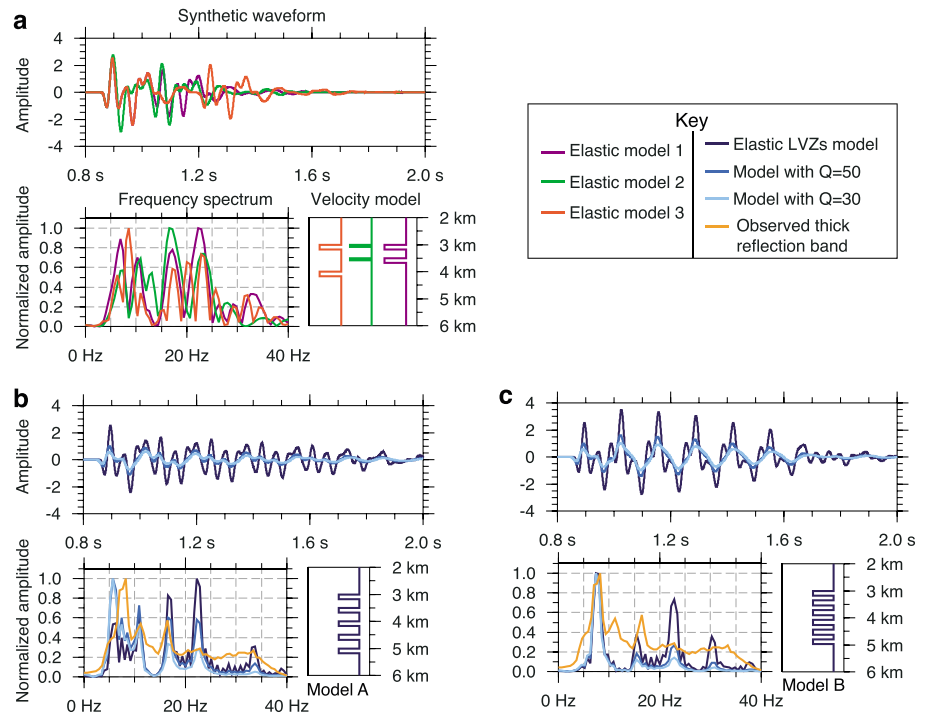 a
Synthetic waveform
4
2
0
-2
-4
Amplitude
0.8 s
1.2 s
1.6 s
2.0 s
Key
Elastic model 1
Elastic model 2
Elastic model 3
Elastic LVZs model
Model with Q=50
Model with Q=30
Observed thick
reflection band
Frequency spectrum
Velocity model
1.0
0.8
0.6
0.4
0.2
0.0
Normalized amplitude
0 Hz
20 Hz
40 Hz
2 km
3 km
4 km
5 km
6 km
b
4
2
0
-2
-4
Amplitude
0.8 s
1.2 s
1.6 s
2.0 s
1.0
0.8
0.6
0.4
0.2
0.0
Normalized amplitude
0 Hz
20 Hz
40 Hz
2 km
3 km
4 km
5 km
6 km
Model A
c
4
2
0
-2
-4
0.8 s
1.2 s
1.6 s
2.0 s
1.0
0.8
0.6
0.4
0.2
0.0
0 Hz
20 Hz
40 Hz
2 km
3 km
4 km
5 km
6 km
Model B